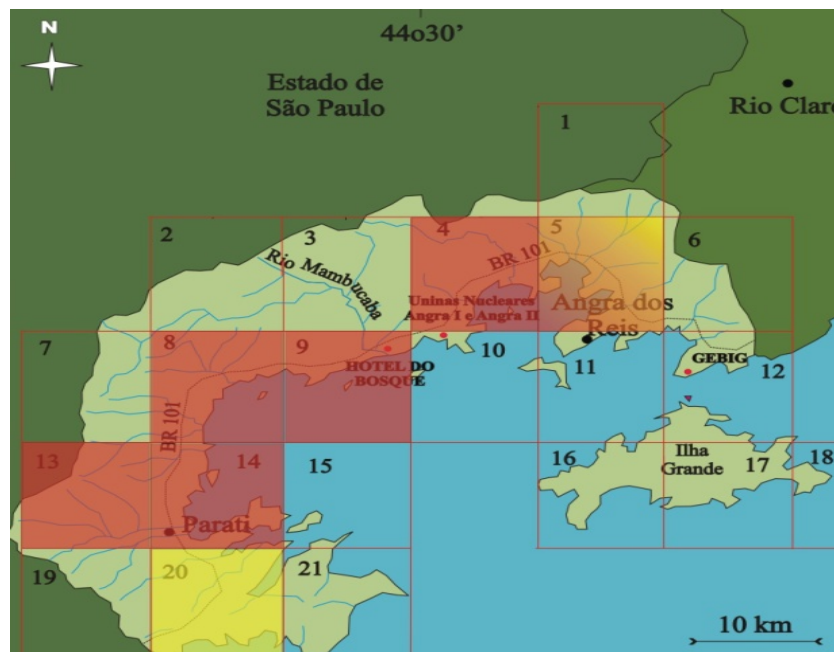 N
44o30'
Estado de
São Paulo
Rio Claro
1
2
3
4
5
6
BR 101
Rio Mambucaba
Uninas Nucleares
Angra I e Angra II
Angra dos
Reis
7
8
9
10
11
12
HOTEL DO
BOSQUE
GEBIG
BR 101
13
14
15
16
17
18
Ilha
Grande
Parati
19
20
21
10 km